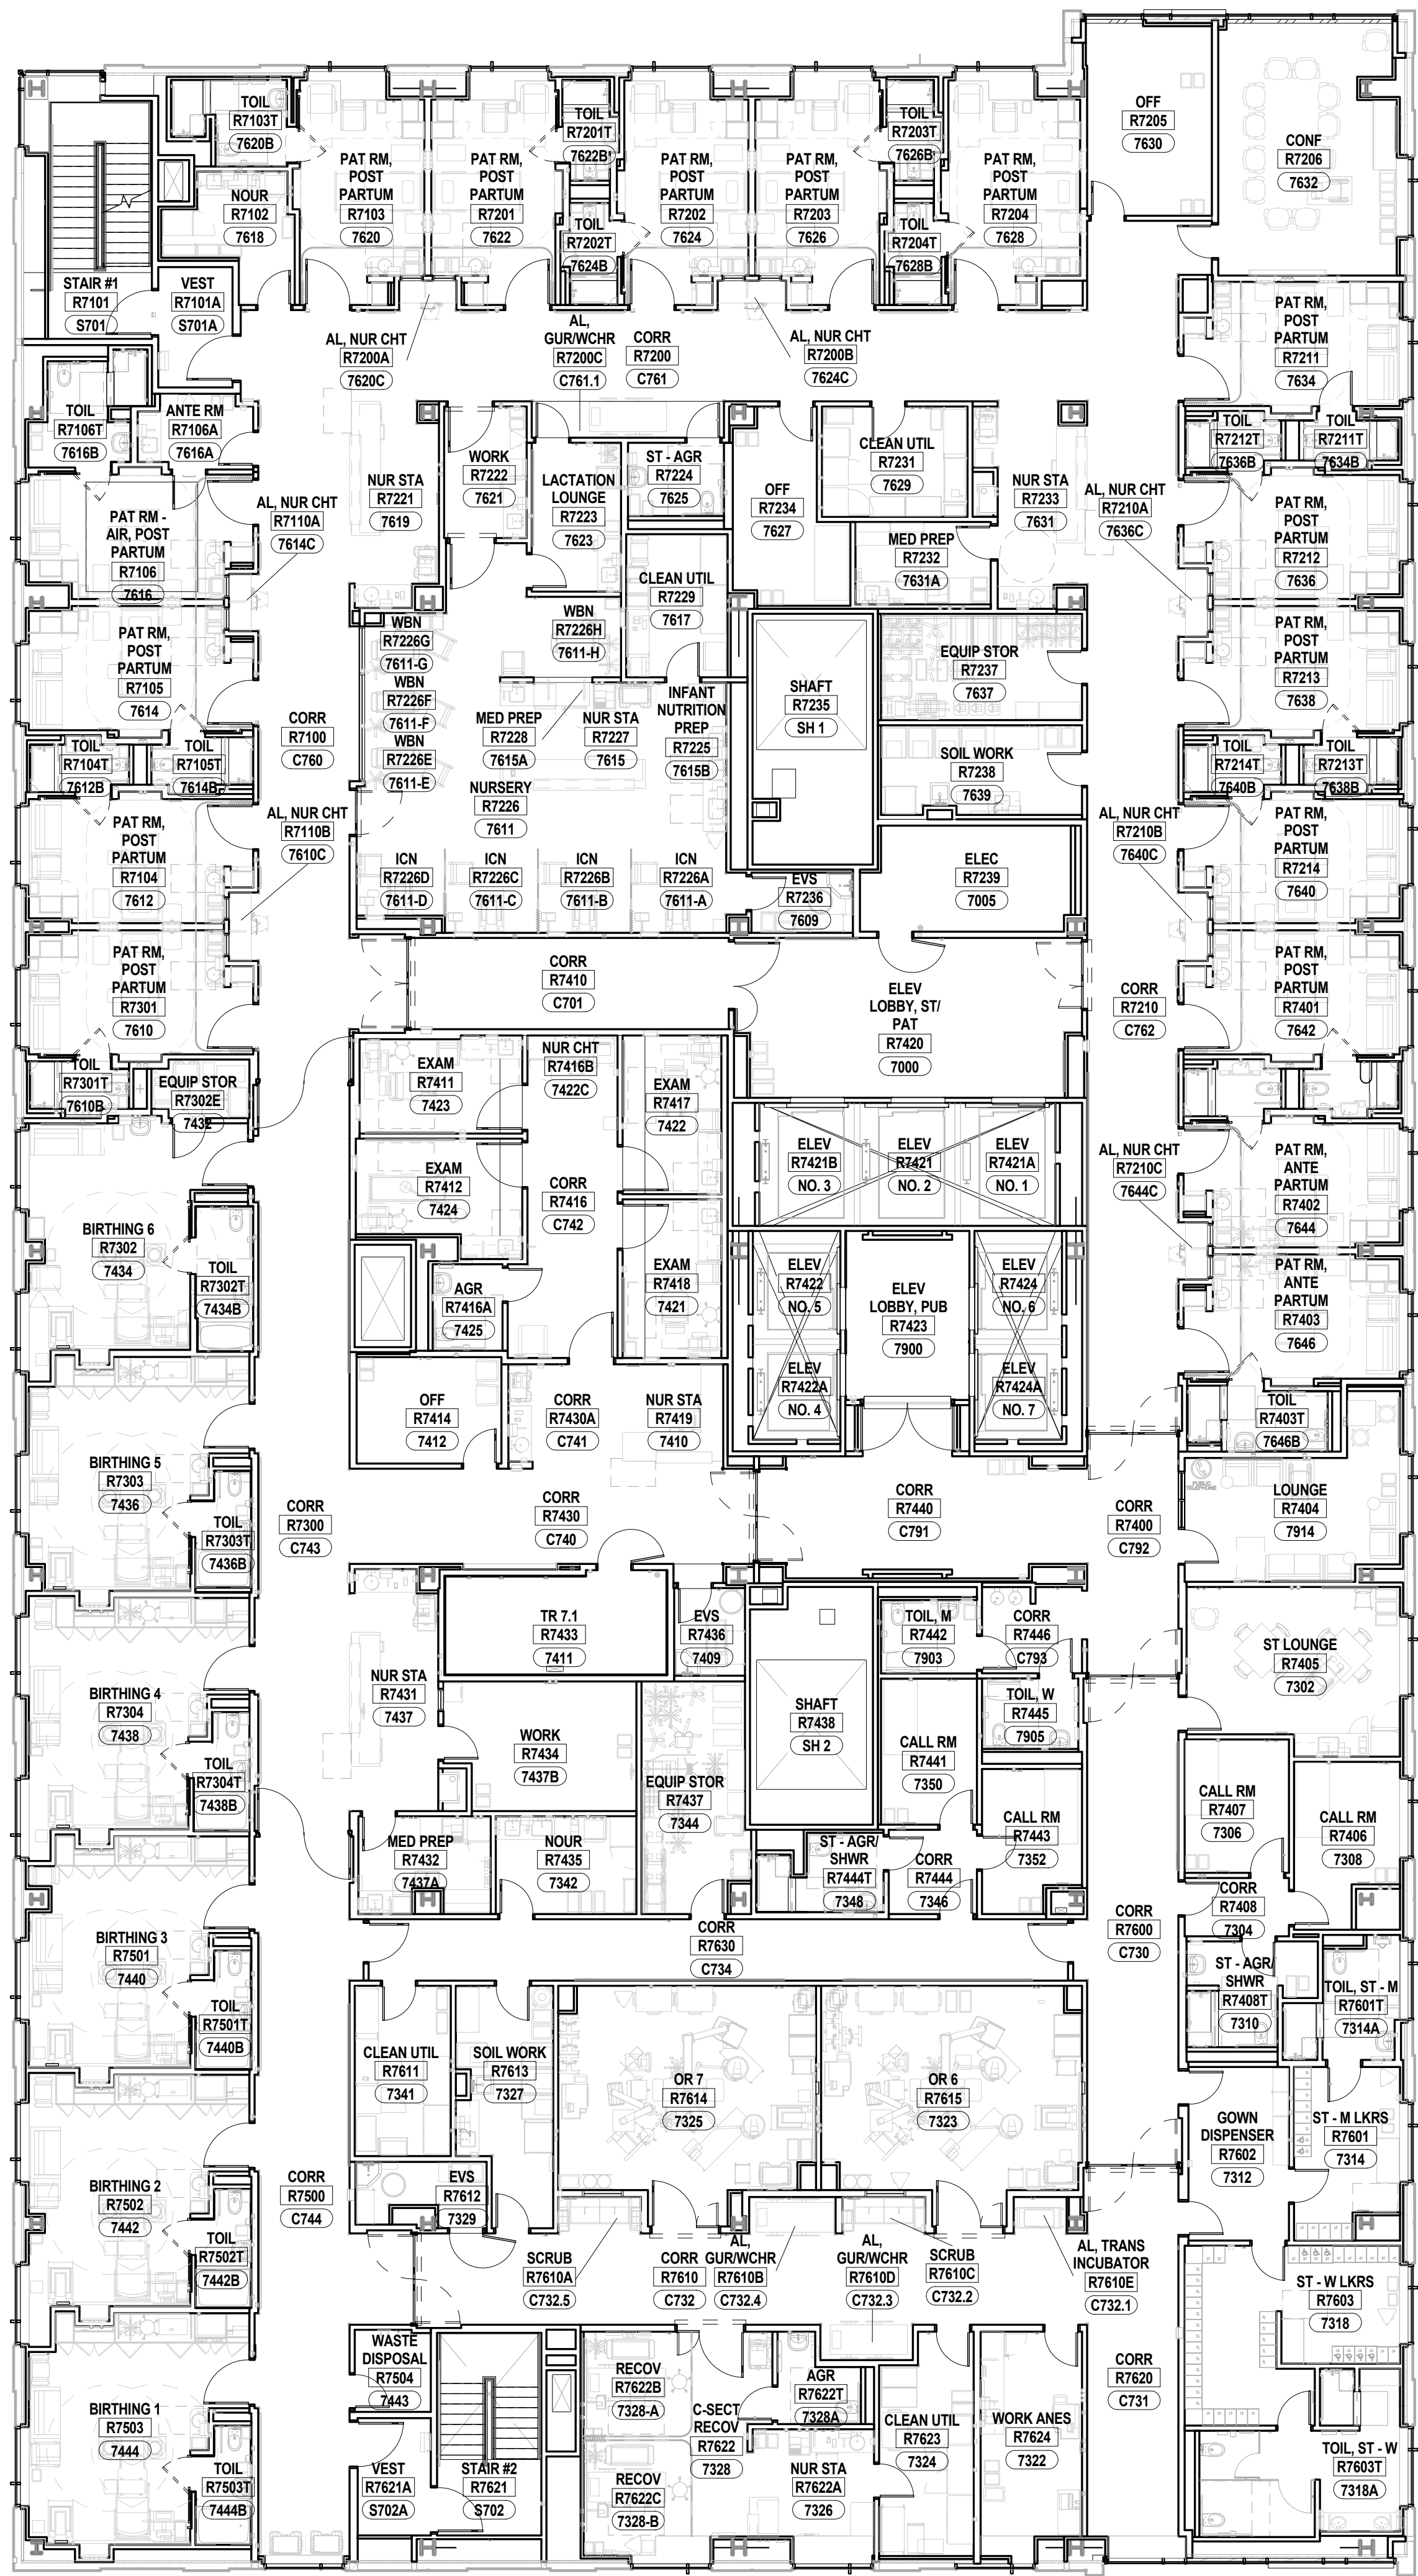 TOIL
R7103T
7620B
NOUR
R7102
7618
STAIR #1
R7101
S701
VEST
R7101A
S701A
PAT RM,
POST
PARTUM
R7103
7620
PAT RM,
POST
PARTUM
R7201
7622
TOIL
R7201T
7622B
TOIL
R7202T
7624B
PAT RM,
POST
PARTUM
R7202
7624
PAT RM,
POST
PARTUM
R7203
7626
TOIL
R7203T
7626B
TOIL
R7204T
7628B
PAT RM,
POST
PARTUM
R7204
7628
OFF
R7205
7630
CONF
R7206
7632
AL, NUR CHT
R7200A
7620C
AL,
GUR/WCHR
R7200C
C761.1
CORR
R7200
C761
AL, NUR CHT
R7200B
7624C
PAT RM,
POST
PARTUM
R7211
7634
TOIL
R7212T
7636B
TOIL
R7211T
7634B
TOIL
R7106T
7616B
ANTE RM
R7106A
7616A
PAT RM -
AIR, POST
PARTUM
R7106
7616
AL, NUR CHT
R7110A
7614C
NUR STA
R7221
7619
WORK
R7222
7621
LACTATION
LOUNGE
R7223
7623
ST - AGR
R7224
7625
OFF
R7234
7627
CLEAN UTIL
R7231
7629
MED PREP
R7232
7631A
NUR STA
R7233
7631
AL, NUR CHT
R7210A
7636C
PAT RM,
POST
PARTUM
R7212
7636
CLEAN UTIL
R7229
7617
PAT RM,
POST
PARTUM
R7105
7614
WBN
R7226G
7611-G
WBN
R7226H
7611-H
WBN
R7226F
7611-F
WBN
R7226E
7611-E
MED PREP
R7228
7615A
NUR STA
R7227
7615
INFANT
NUTRITION
PREP
R7225
7615B
NURSERY
R7226
7611
SHAFT
R7235
SH 1
EQUIP STOR
R7237
7637
SOIL WORK
R7238
7639
PAT RM,
POST
PARTUM
R7213
7638
CORR
R7100
C760
TOIL
R7104T
7612B
TOIL
R7105T
7614B
TOIL
R7214T
7640B
TOIL
R7213T
7638B
AL, NUR CHT
R7110B
7610C
PAT RM,
POST
PARTUM
R7104
7612
ICN
R7226D
7611-D
ICN
R7226C
7611-C
ICN
R7226B
7611-B
ICN
R7226A
7611-A
EVS
R7236
7609
ELEC
R7239
7005
AL, NUR CHT
R7210B
7640C
PAT RM,
POST
PARTUM
R7214
7640
PAT RM,
POST
PARTUM
R7301
7610
CORR
R7410
C701
ELEV
LOBBY, ST/
PAT
R7420
7000
CORR
R7210
C762
PAT RM,
POST
PARTUM
R7401
7642
TOIL
R7301T
7610B
EQUIP STOR
R7302E
7432
EXAM
R7411
7423
NUR CHT
R7416B
7422C
EXAM
R7417
7422
EXAM
R7412
7424
CORR
R7416
C742
ELEV
R7421B
NO. 3
ELEV
R7421
NO. 2
ELEV
R7421A
NO. 1
AL, NUR CHT
R7210C
7644C
PAT RM,
ANTE
PARTUM
R7402
7644
BIRTHING 6
R7302
7434
TOIL
R7302T
7434B
AGR
R7416A
7425
EXAM
R7418
7421
ELEV
R7422
NO. 5
ELEV
LOBBY, PUB
R7423
7900
ELEV
R7424
NO. 6
PAT RM,
ANTE
PARTUM
R7403
7646
ELEV
R7422A
NO. 4
ELEV
R7424A
NO. 7
OFF
R7414
7412
CORR
R7430A
C741
NUR STA
R7419
7410
TOIL
R7403T
7646B
BIRTHING 5
R7303
7436
TOIL
R7303T
7436B
CORR
R7300
C743
CORR
R7430
C740
CORR
R7440
C791
CORR
R7400
C792
PUBLIC
TELEPHONE
LOUNGE
R7404
7914
TR 7.1
R7433
7411
EVS
R7436
7409
TOIL, M
R7442
7903
CORR
R7446
C793
ST LOUNGE
R7405
7302
BIRTHING 4
R7304
7438
TOIL
R7304T
7438B
NUR STA
R7431
7437
WORK
R7434
7437B
EQUIP STOR
R7437
7344
SHAFT
R7438
SH 2
CALL RM
R7441
7350
TOIL, W
R7445
7905
CALL RM
R7443
7352
CALL RM
R7407
7306
CALL RM
R7406
7308
MED PREP
R7432
7437A
NOUR
R7435
7342
ST - AGR/
SHWR
R7444T
7348
CORR
R7444
7346
CORR
R7408
7304
BIRTHING 3
R7501
7440
TOIL
R7501T
7440B
CORR
R7630
C734
CORR
R7600
C730
ST - AGR/
SHWR
R7408T
7310
TOIL, ST - M
R7601T
7314A
CLEAN UTIL
R7611
7341
SOIL WORK
R7613
7327
OR 7
R7614
7325
OR 6
R7615
7323
GOWN
DISPENSER
R7602
7312
ST - M LKRS
R7601
7314
BIRTHING 2
R7502
7442
TOIL
R7502T
7442B
CORR
R7500
C744
EVS
R7612
7329
SCRUB
R7610A
C732.5
CORR
R7610
C732
AL,
GUR/WCHR
R7610B
C732.4
AL,
GUR/WCHR
R7610D
C732.3
SCRUB
R7610C
C732.2
AL, TRANS
INCUBATOR
R7610E
C732.1
ST - W LKRS
R7603
7318
WASTE
DISPOSAL
R7504
7443
RECOV
R7622B
7328-A
C-SECT
RECOV
R7622
7328
AGR
R7622T
7328A
CLEAN UTIL
R7623
7324
WORK ANES
R7624
7322
CORR
R7620
C731
BIRTHING 1
R7503
7444
TOIL
R7503T
7444B
VEST
R7621A
S702A
STAIR #2
R7621
S702
RECOV
R7622C
7328-B
NUR STA
R7622A
7326
TOIL, ST - W
R7603T
7318A